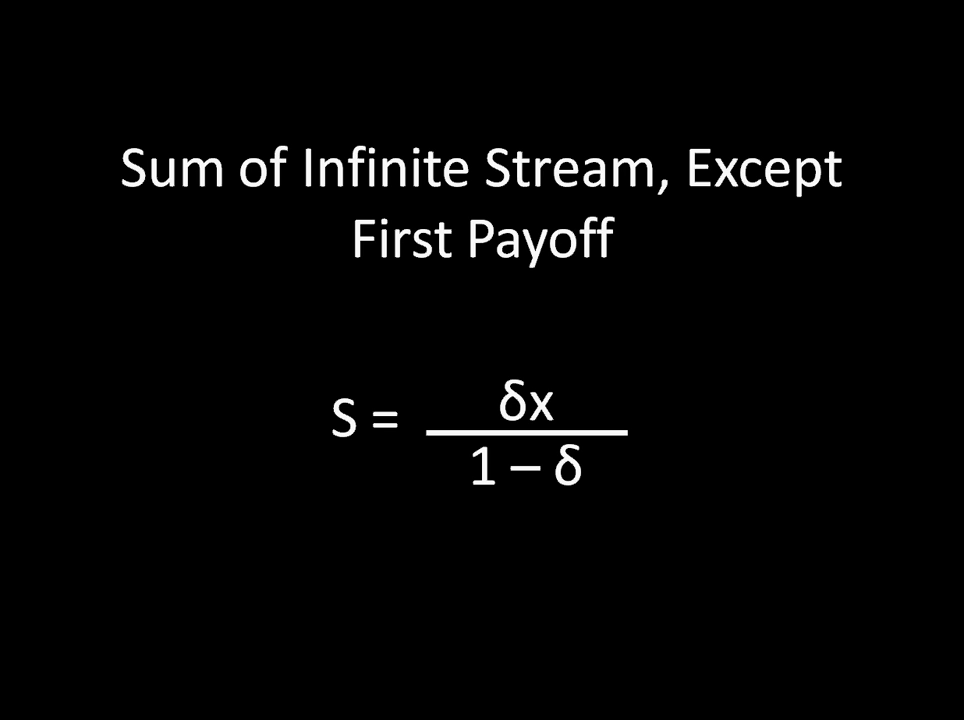 Sum of Infinite Stream, Except
First Payoff
S = δx
1 – δ